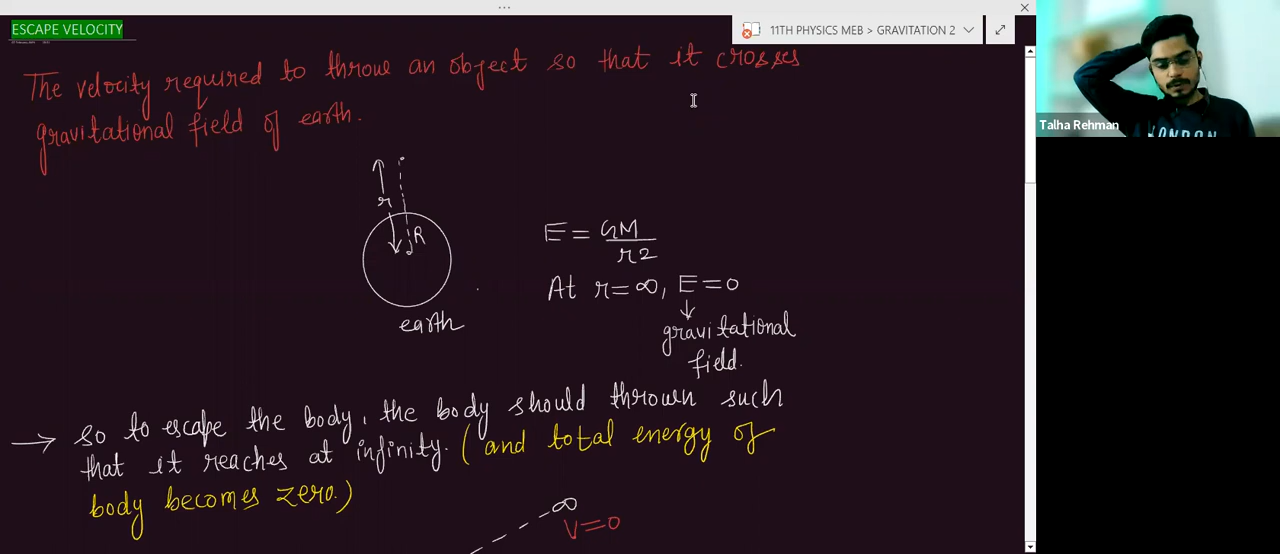 ESCAPE VELOCITY
11TH PHYSICS MEB > GRAVITATION 2
The velocity required to throw an object so that it crosses
gravitational field of earth.
r
R
earth
E = GM
r2
At r = ∞, E = 0
gravitational
field.
Talha Rehman
LONDON
→ so to escape the body, the body should thrown such
that it reaches at infinity. (and total energy of
body becomes zero.)
∞
V = 0